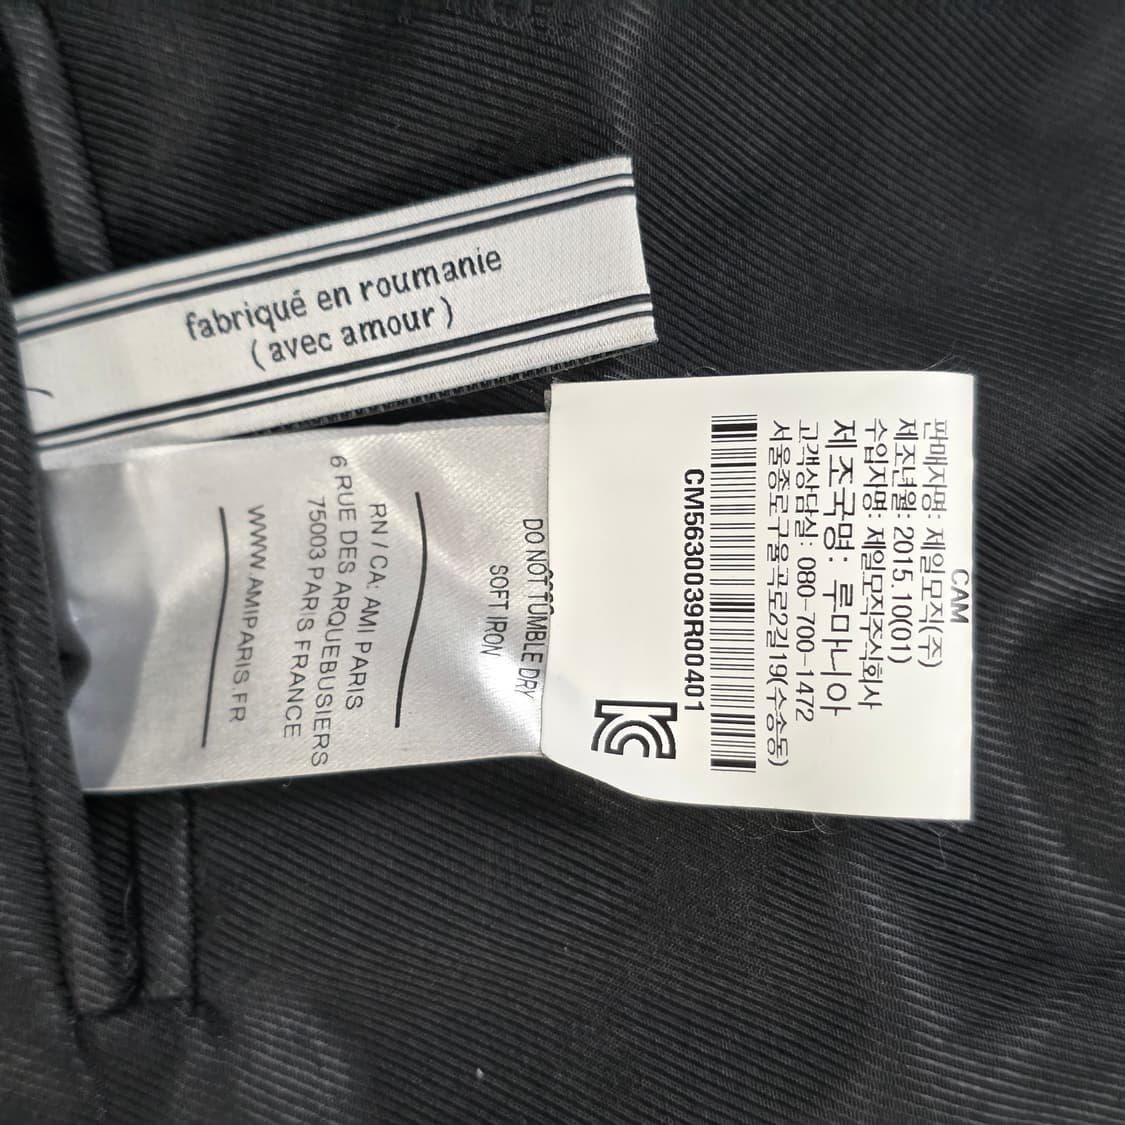 fabriqué en roumanie
(avec amour)
DO NOT TUMBLE DRY
SOFT IRON
RN / CA: AMI PARIS
6 RUE DES ARQUEBUSIERS
75003 PARIS FRANCE
WWW.AMIPARIS.FR
CAM
판매자명: 제일모직(주)
제조년월: 2015.10(01)
수입자명: 제일모직주식회사
제조국명: 루마니아
고객상담실: 080-700-1472
서울종로구율곡로2길19(수송동)
CM5630039R00401